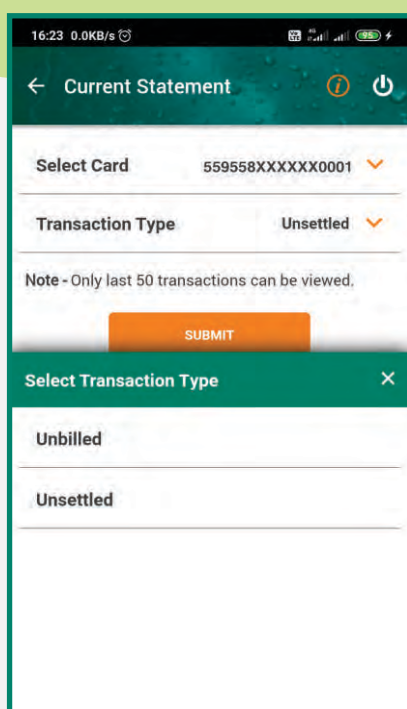 16:23 0.0KB/s 95
Current Statement
Select Card 559558XXXXXX0001
Transaction Type Unsettled
Note - Only last 50 transactions can be viewed.
SUBMIT
Select Transaction Type
Unbilled
Unsettled